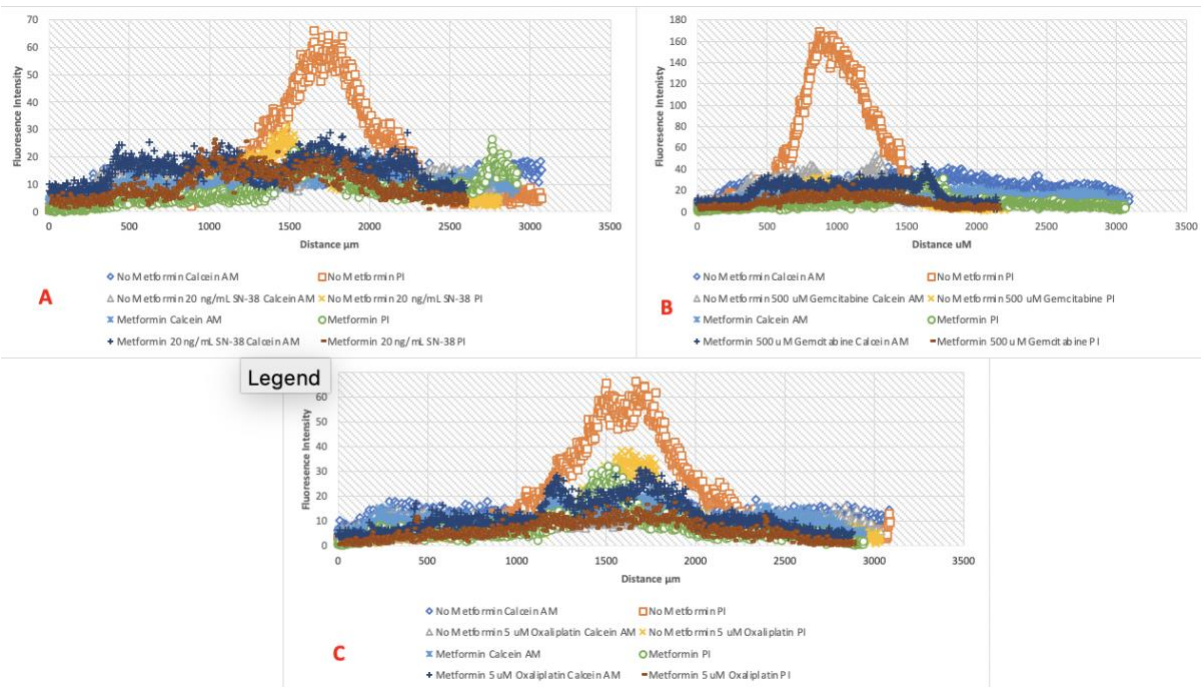 70
60
50
40
30
20
10
0
Fluoresence Intensity
0 500 1000 1500 2000 2500 3000 3500
Distance µm
No Metformin Calcein AM No Metformin PI
No Metformin 20 ng/mL SN-38 Calcein AM No Metformin 20 ng/mL SN-38 PI
Metformin Calcein AM Metformin PI
Metformin 20 ng/mL SN-38 Calcein AM Metformin 20 ng/mL SN-38 PI
A
180
160
140
120
100
80
60
40
20
0
Fluoresence Intenisty
0 500 1000 1500 2000 2500 3000 3500
Distance uM
No Metformin Calcein AM No Metformin PI
No Metformin 500 uM Gemcitabine Calcein AM No Metformin 500 uM Gemcitabine PI
Metformin Calcein AM Metformin PI
Metformin 500 uM Gemcitabine Calcein AM Metformin 500 uM Gemcitabine PI
B
Legend
60
50
40
30
20
10
0
Fluoresence Intensity
0 500 1000 1500 2000 2500 3000 3500
Distance µm
No Metformin Calcein AM No Metformin PI
No Metformin 5 uM Oxaliplatin Calcein AM No Metformin 5 uM Oxaliplatin PI
Metformin Calcein AM Metformin PI
Metformin 5 uM Oxaliplatin Calcein AM Metformin 5 uM Oxaliplatin PI
C